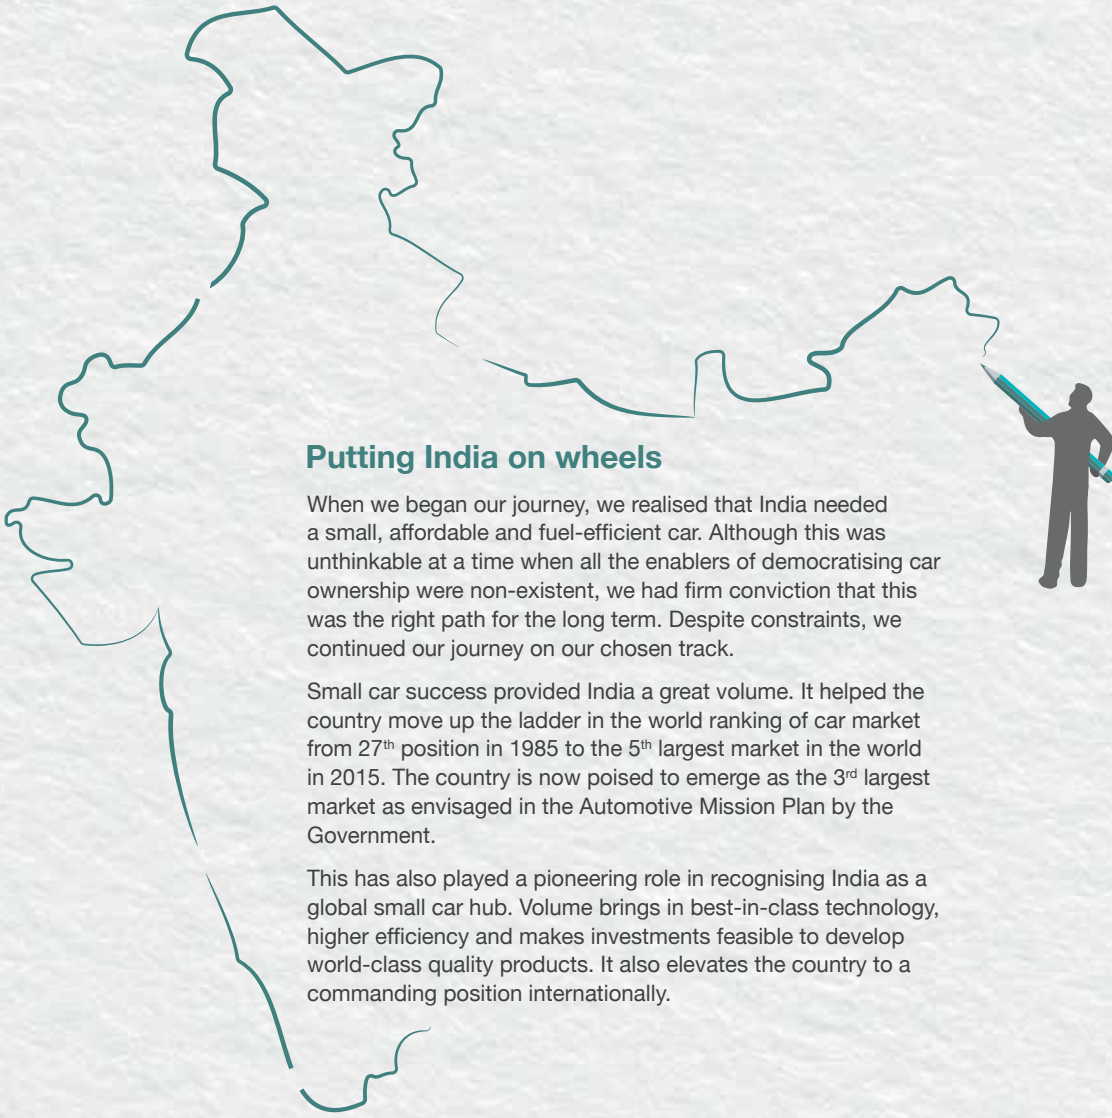 Putting India on wheels
When we began our journey, we realised that India needed
a small, affordable and fuel-efficient car. Although this was
unthinkable at a time when all the enablers of democratising car
ownership were non-existent, we had firm conviction that this
was the right path for the long term. Despite constraints, we
continued our journey on our chosen track.
Small car success provided India a great volume. It helped the
country move up the ladder in the world ranking of car market
from 27th position in 1985 to the 5th largest market in the world
in 2015. The country is now poised to emerge as the 3rd largest
market as envisaged in the Automotive Mission Plan by the
Government.
This has also played a pioneering role in recognising India as a
global small car hub. Volume brings in best-in-class technology,
higher efficiency and makes investments feasible to develop
world-class quality products. It also elevates the country to a
commanding position internationally.